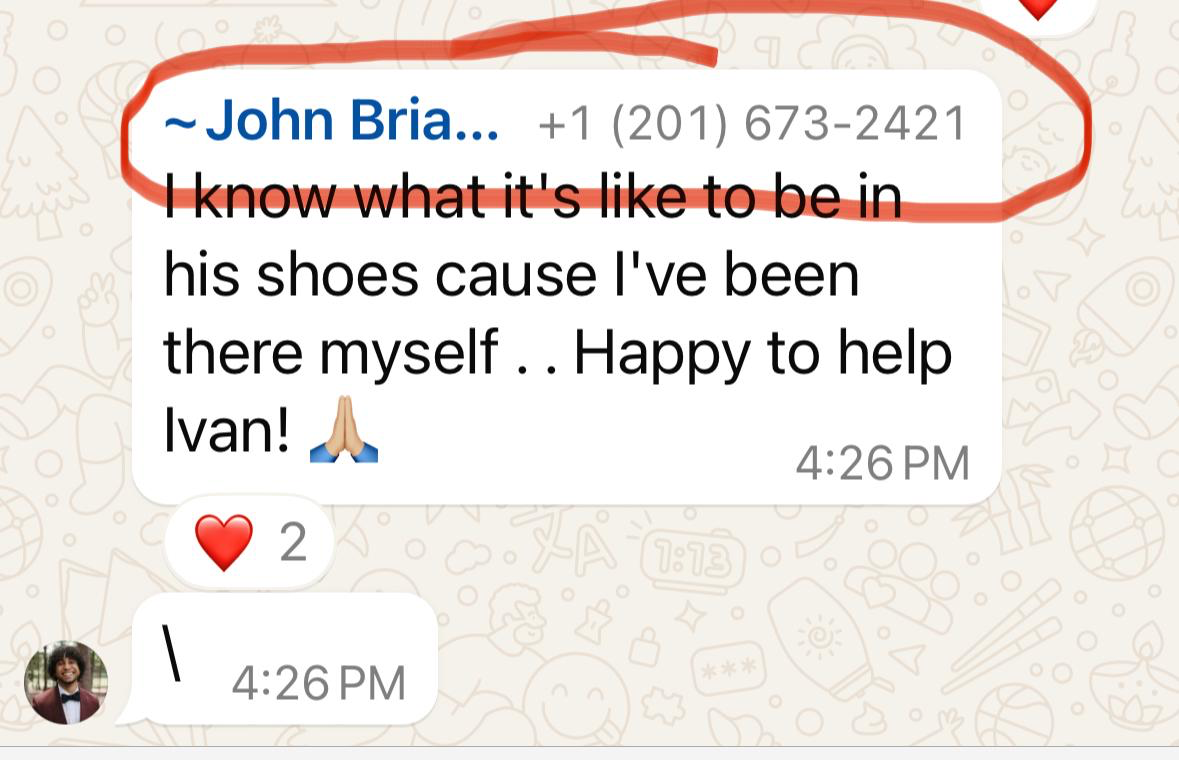 ~John Bria... +1 (201) 673-2421
I know what it's like to be in
his shoes cause I've been
there myself . . Happy to help
Ivan! 🙏🏼
4:26 PM
❤️ 2
\
4:26 PM